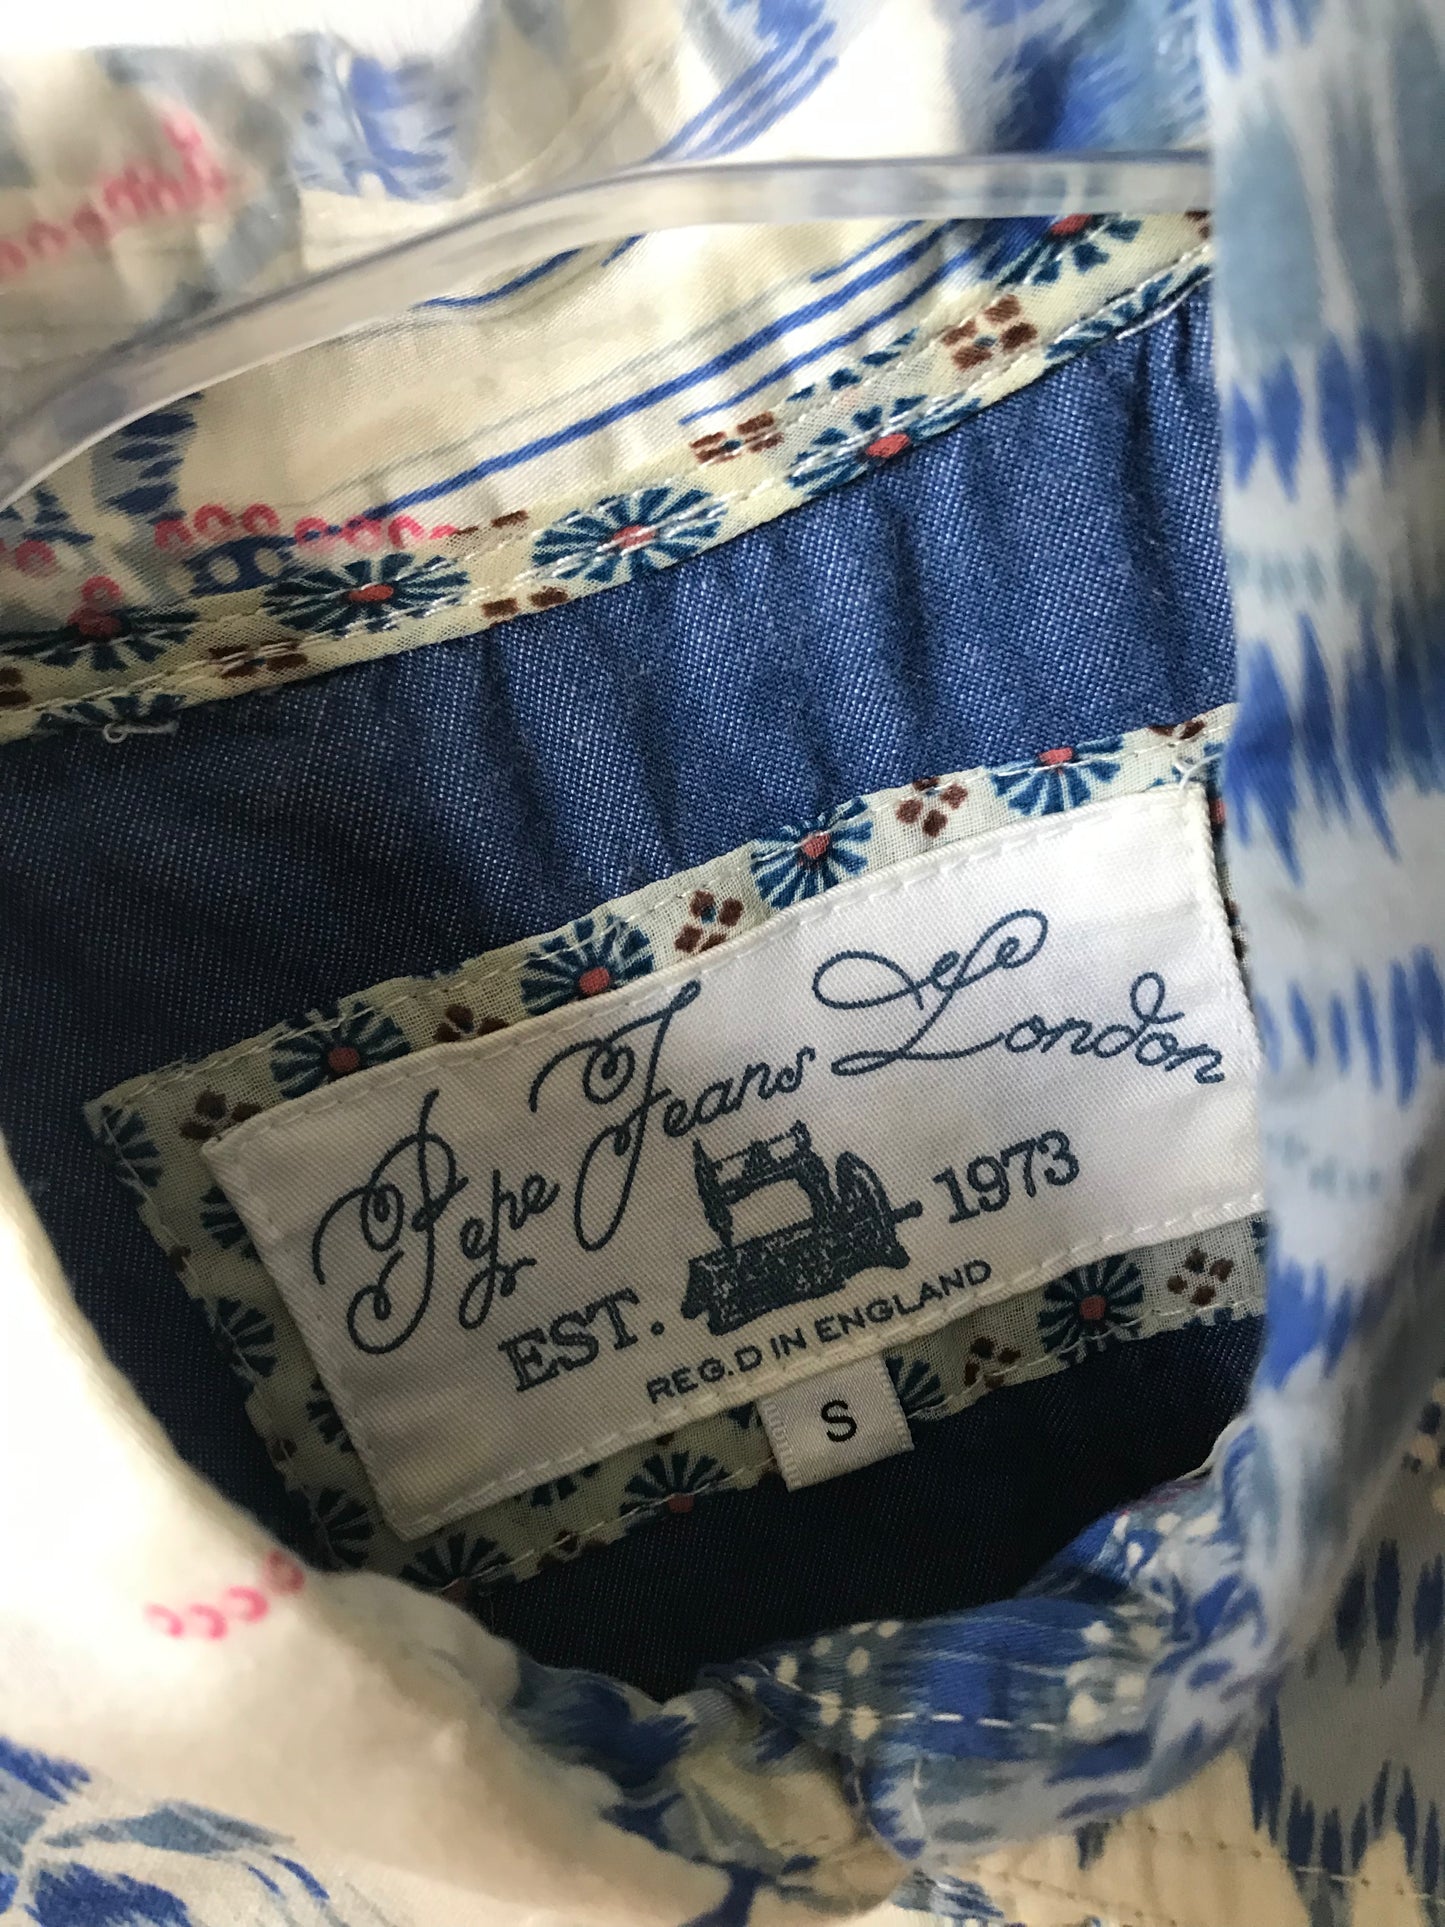 Pepe Jeans London
EST. 1973
REG.D IN ENGLAND
S